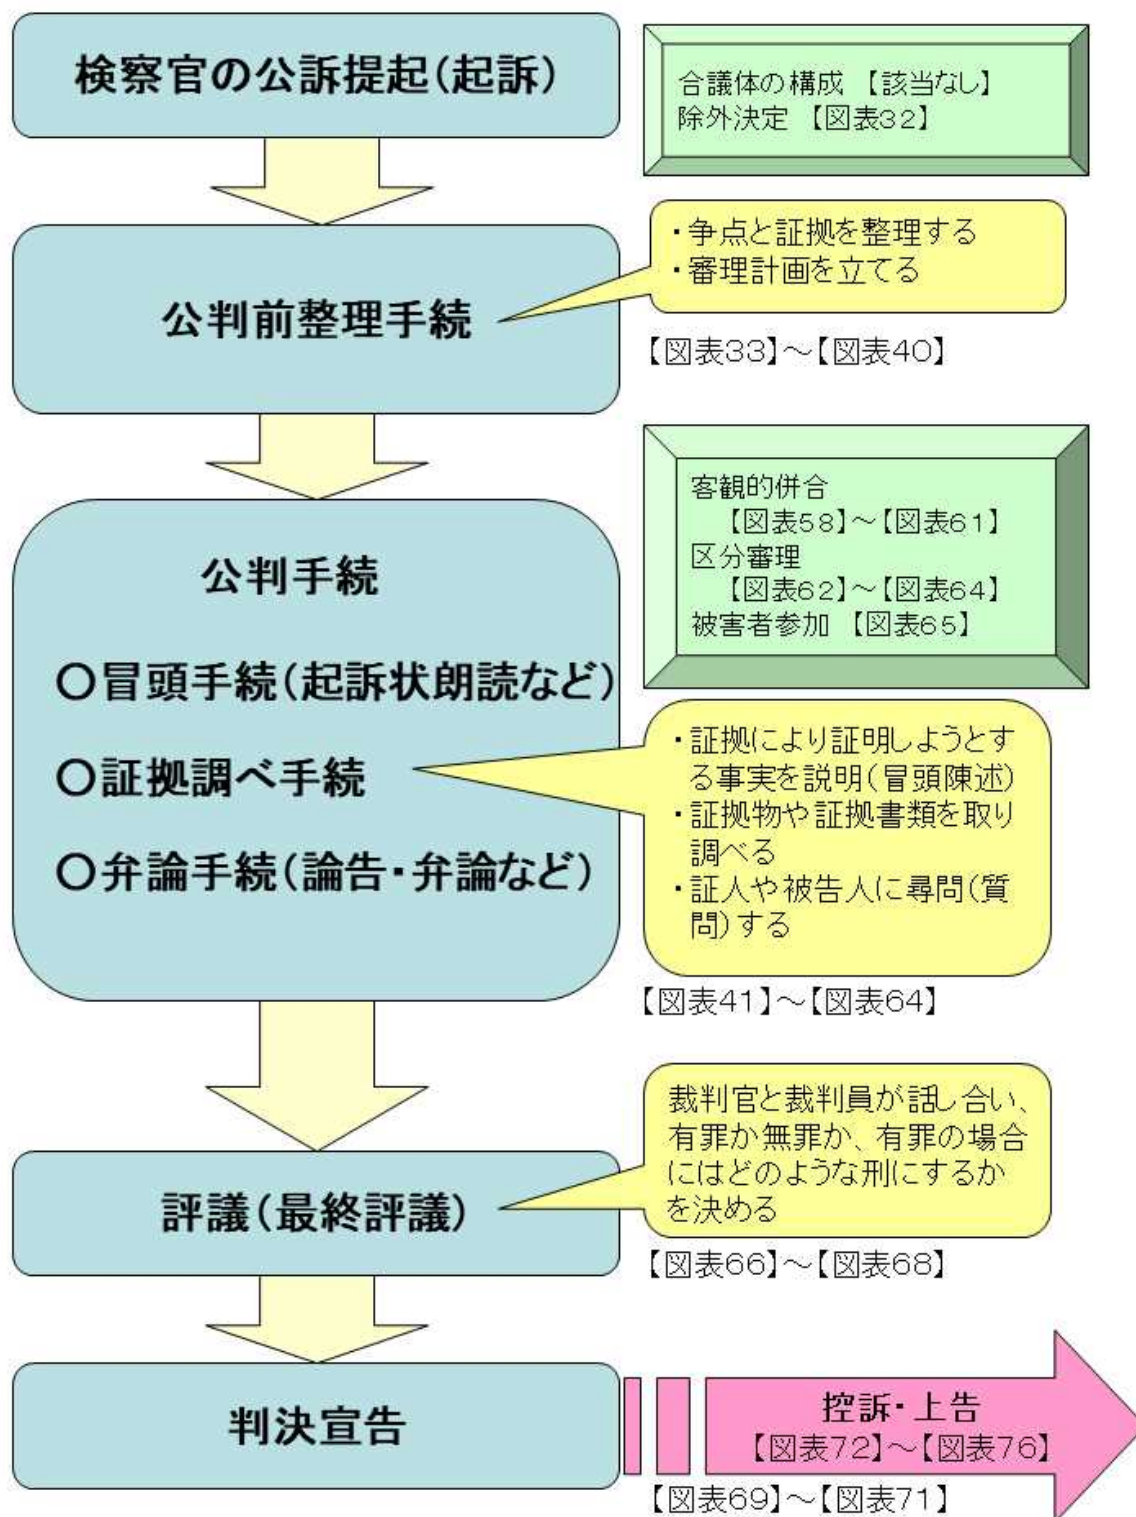 検察官の公訴提起(起訴)
合議体の構成 【該当なし】
除外決定 【図表32】
・争点と証拠を整理する
・審理計画を立てる
公判前整理手続
【図表33】～【図表40】
客観的併合
【図表58】～【図表61】
区分審理
【図表62】～【図表64】
被害者参加 【図表65】
公判手続
○冒頭手続(起訴状朗読など)
○証拠調べ手続
○弁論手続(論告・弁論など)
・証拠により証明しようとす
る事実を説明(冒頭陳述)
・証拠物や証拠書類を取り
調べる
・証人や被告人に尋問(質
問)する
【図表41】～【図表64】
裁判官と裁判員が話し合い、
有罪か無罪か、有罪の場合
にはどのような刑にするか
を決める
評議(最終評議)
【図表66】～【図表68】
判決宣告
控訴・上告
【図表72】～【図表76】
【図表69】～【図表71】